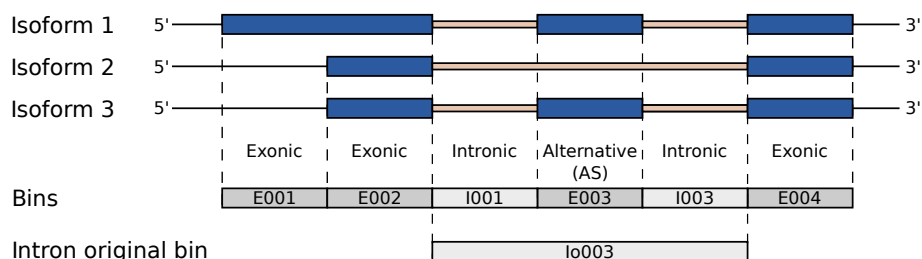 Isoform 1 5' 3'
Isoform 2 5' 3'
Isoform 3 5' 3'
Exonic Exonic Intronic Alternative Intronic Exonic
(AS)
Bins E001 E002 I001 E003 I003 E004
Intron original bin Io003